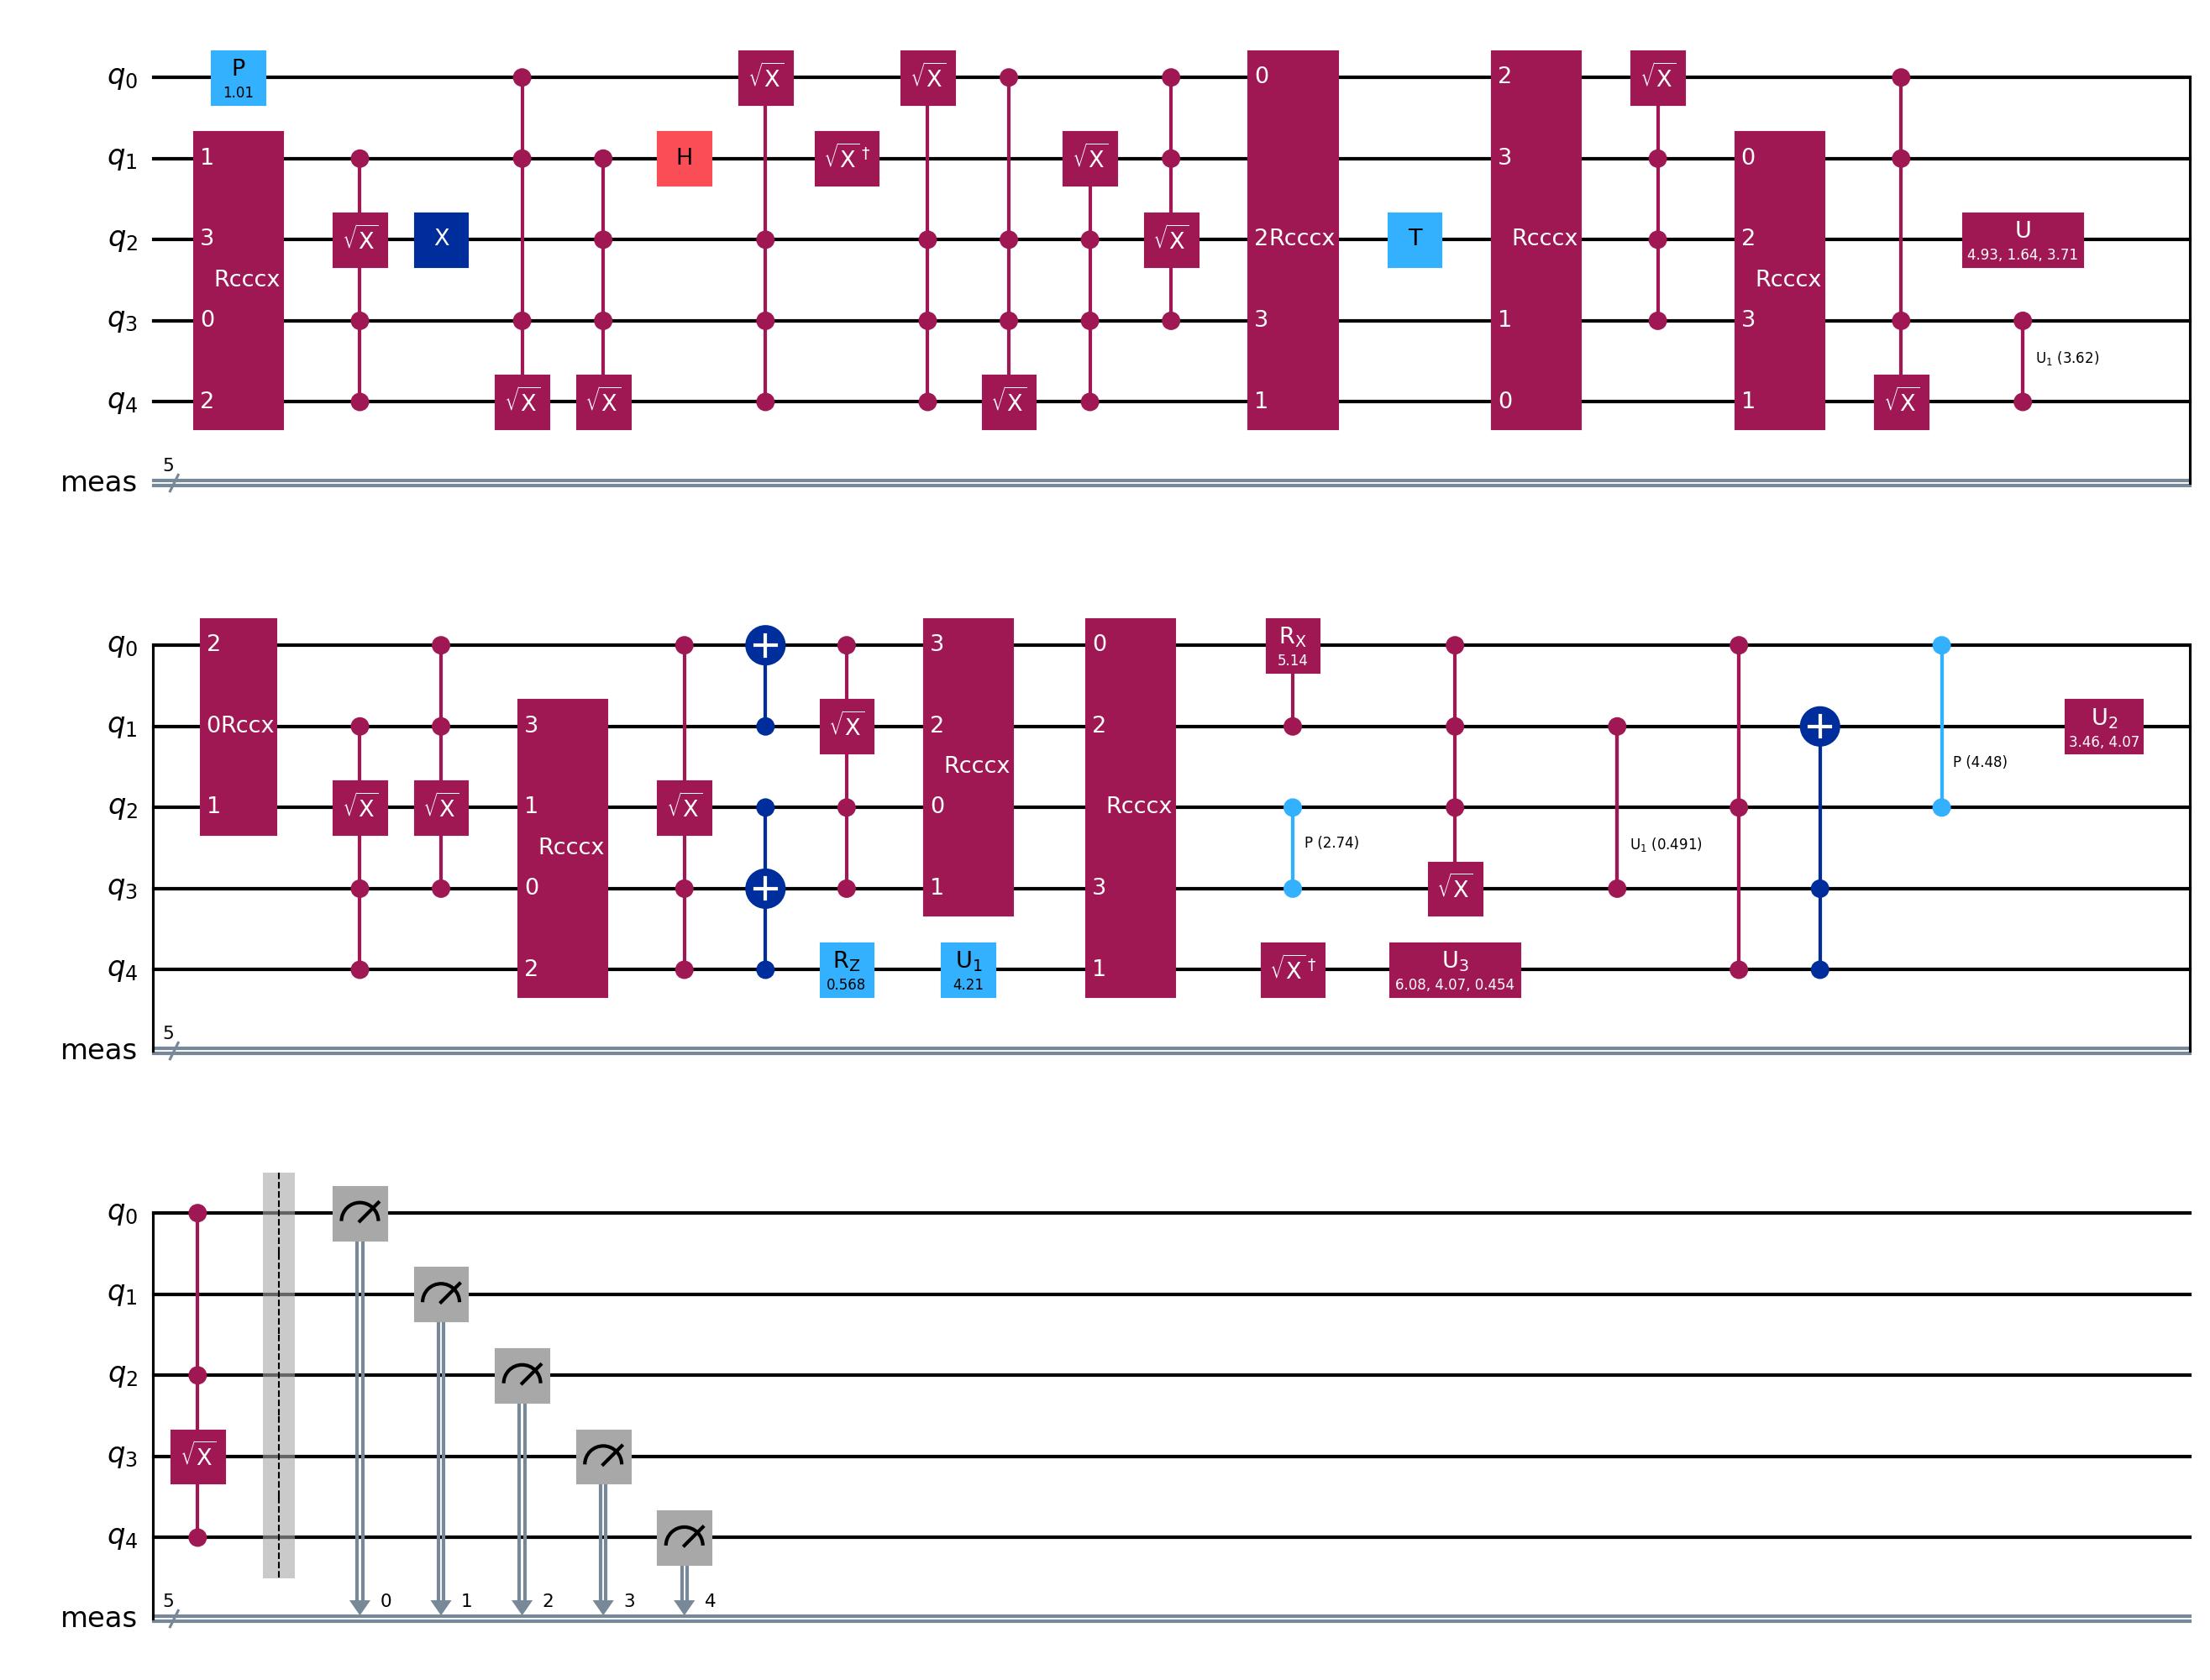 q0 P 1.01 √X √X 0 2 √X
q1 1 H √X† √X 3 0
q2 3 √X X √X 2Rcccx T Rcccx 2 U 4.93, 1.64, 3.71
Rcccx Rcccx
q3 0 3 1 3
U1 (3.62)
q4 2 √X √X √X 1 0 1 √X
meas 5
q0 2 3 0 RX 5.14
q1 0Rccx 3 √X 2 2 U2 3.46, 4.07
Rcccx P (4.48)
q2 1 √X √X 1 √X 0 Rcccx
Rcccx P (2.74) U1 (0.491)
q3 0 1 3 √X
q4 2 RZ 0.568 U1 4.21 1 √X† U3 6.08, 4.07, 0.454
meas 5
q0
q1
q2
q3 √X
q4
meas 5 0 1 2 3 4